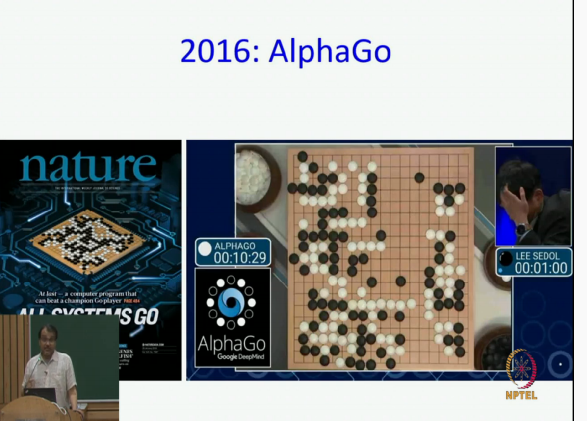 2016: AlphaGo
nature
At last — a computer program that
can beat a champion Go player PAGE 484
ALL SYSTEMS GO
ALPHAGO
00:10:29
LEE SEDOL
00:01:00
AlphaGo
Google DeepMind
NPTEL